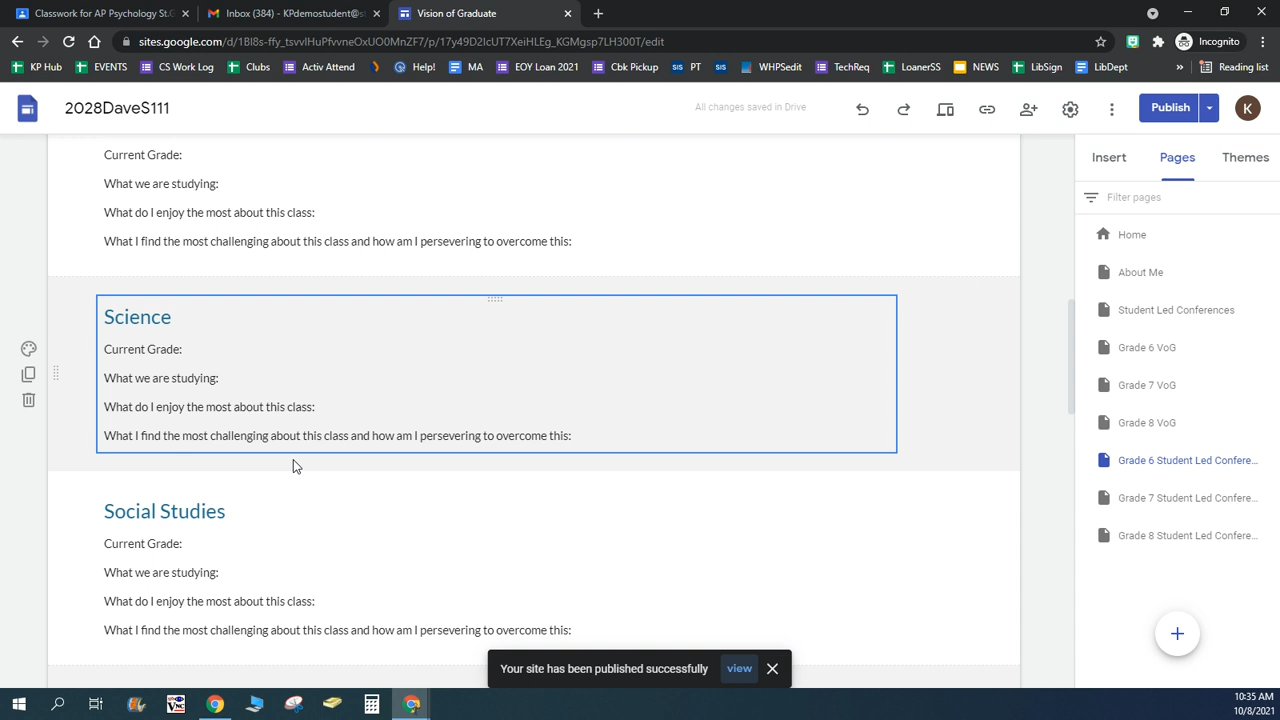 Classwork for AP Psychology St.G
Inbox (384) - KPdemostudent@s
Vision of Graduate
sites.google.com/d/1BI8s-ffy_tsvvIHuPfvvneOxUO0MnZF7/p/17y49D2IcUT7XeiHLEg_KGMgsp7LH300T/edit
Incognito
KP Hub
EVENTS
CS Work Log
Clubs
Activ Attend
Help!
MA
EOY Loan 2021
Cbk Pickup
SIS PT
SIS
WHPSedit
TechReq
LoanerSS
NEWS
LibSign
LibDept
»
Reading list
2028DaveS111
All changes saved in Drive
Publish
K
Insert
Pages
Themes
Filter pages
Home
About Me
Student Led Conferences
Grade 6 VoG
Grade 7 VoG
Grade 8 VoG
Grade 6 Student Led Confere...
Grade 7 Student Led Confere...
Grade 8 Student Led Confere...
Current Grade:
What we are studying:
What do I enjoy the most about this class:
What I find the most challenging about this class and how am I persevering to overcome this:
Science
Current Grade:
What we are studying:
What do I enjoy the most about this class:
What I find the most challenging about this class and how am I persevering to overcome this:
Social Studies
Current Grade:
What we are studying:
What do I enjoy the most about this class:
What I find the most challenging about this class and how am I persevering to overcome this:
Your site has been published successfully
view
10:35 AM
10/8/2021